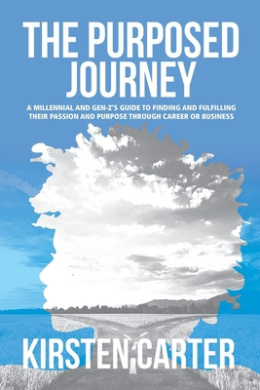 THE PURPOSED
JOURNEY
A MILLENNIAL AND GEN-Z'S GUIDE TO FINDING AND FULFILLING
THEIR PASSION AND PURPOSE THROUGH CAREER OR BUSINESS
KIRSTEN CARTER